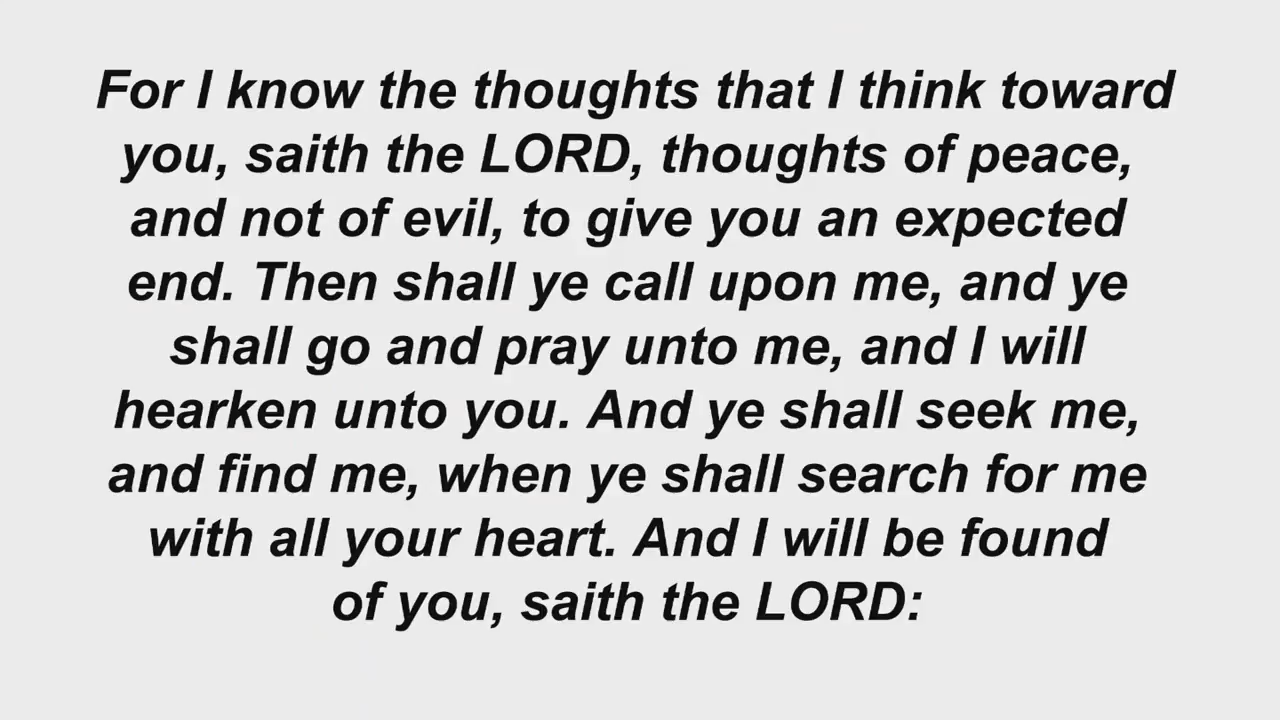 For I know the thoughts that I think toward
you, saith the LORD, thoughts of peace,
and not of evil, to give you an expected
end. Then shall ye call upon me, and ye
shall go and pray unto me, and I will
hearken unto you. And ye shall seek me,
and find me, when ye shall search for me
with all your heart. And I will be found
of you, saith the LORD: